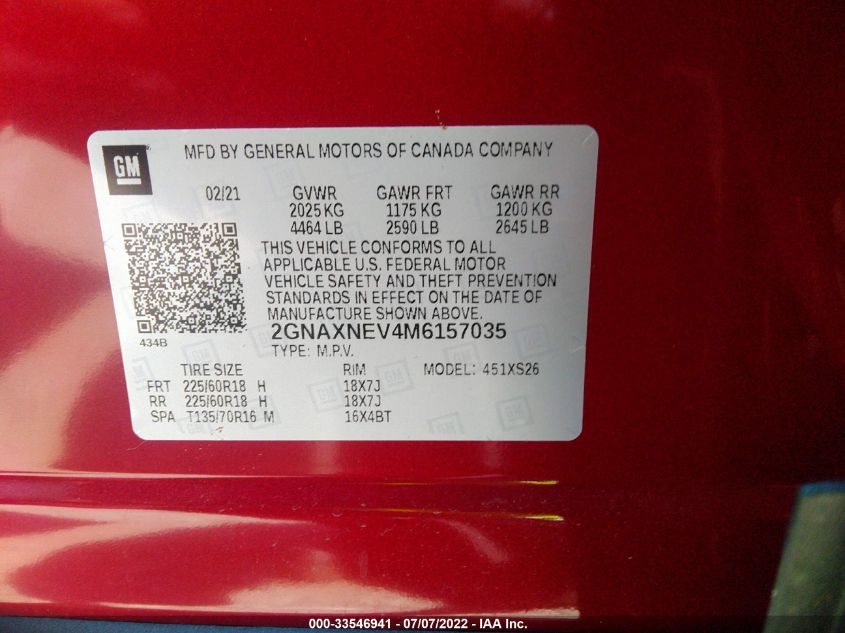 GM
MFD BY GENERAL MOTORS OF CANADA COMPANY
02/21 GVWR GAWR FRT GAWR RR
2025 KG 1175 KG 1200 KG
4464 LB 2590 LB 2645 LB
THIS VEHICLE CONFORMS TO ALL
APPLICABLE U.S. FEDERAL MOTOR
VEHICLE SAFETY AND THEFT PREVENTION
STANDARDS IN EFFECT ON THE DATE OF
MANUFACTURE SHOWN ABOVE.
434B 2GNAXNEV4M6157035
TYPE: M.P.V.
TIRE SIZE RIM MODEL: 451XS26
FRT 225/60R18 H 18X7J
RR 225/60R18 H 18X7J
SPA T135/70R16 M 16X4BT
000-33546941 - 07/07/2022 - IAA Inc.